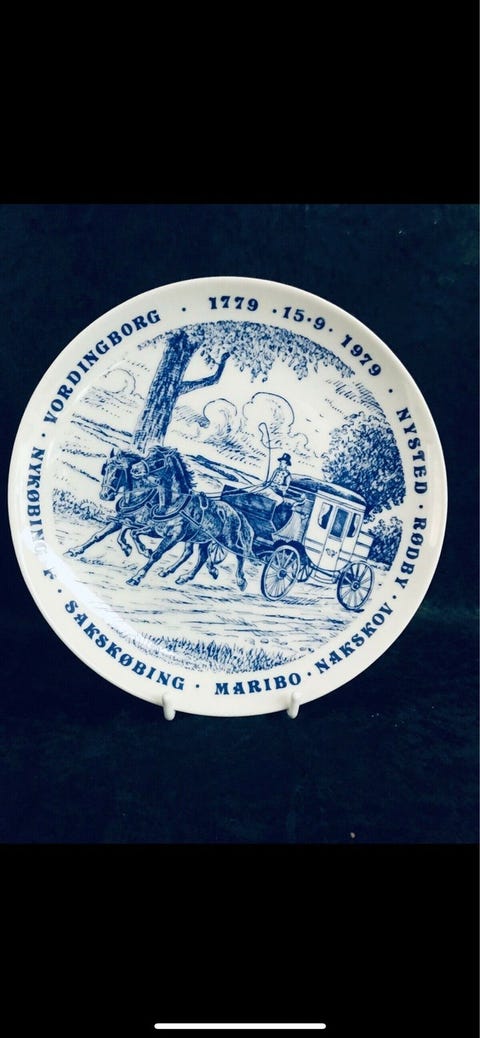 1779 · 15·9· 1979 · NYSTED · RØDBY · NAKSKOV · MARIBO · SAKSKØBING · NYKØBING F. · VORDINGBORG ·